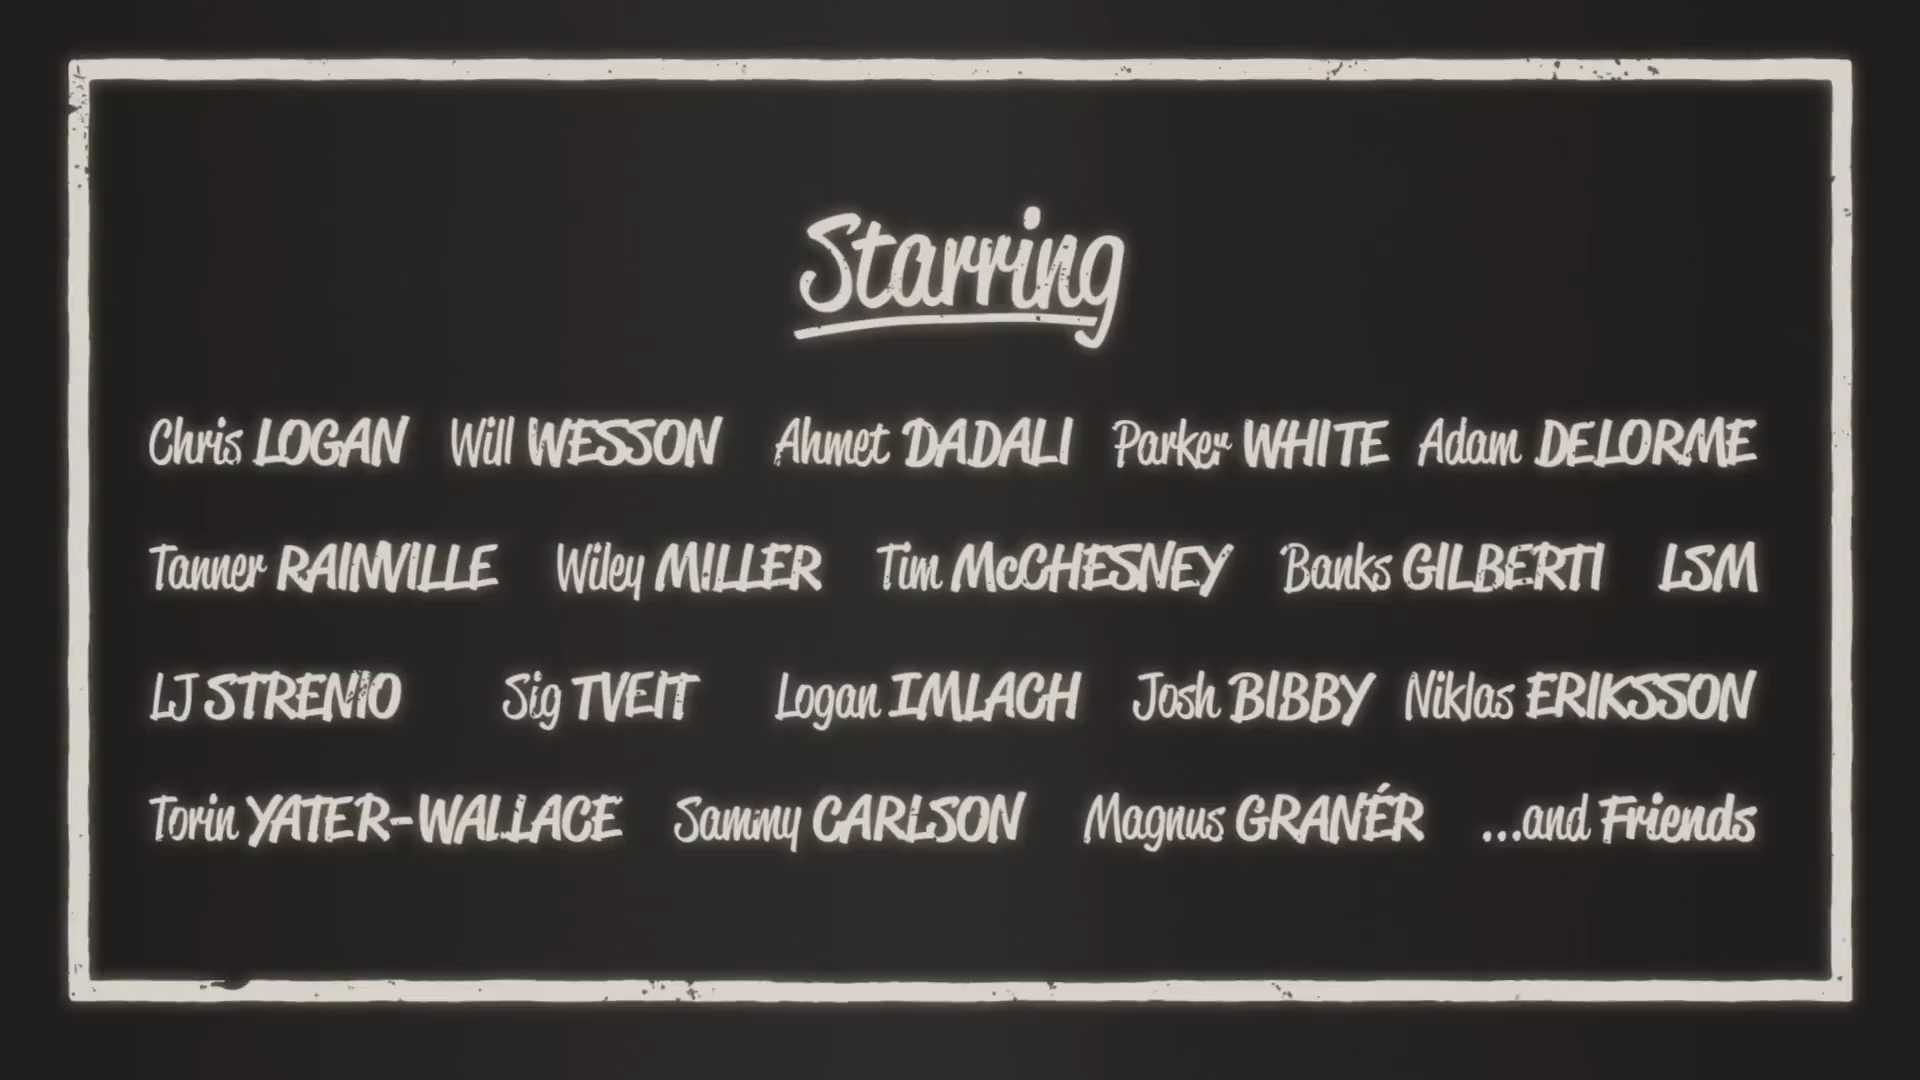 Starring
Chris LOGAN Will WESSON Ahmet DADALI Parker WHITE Adam DELORME
Tanner RAINVILLE Wiley MILLER Tim McCHESNEY Banks GILBERTI LSM
LJ STRENIO Sig TVEIT Logan IMLACH Josh BIBBY Niklas ERIKSSON
Torin YATER-WALLACE Sammy CARLSON Magnus GRANÉR ...and Friends